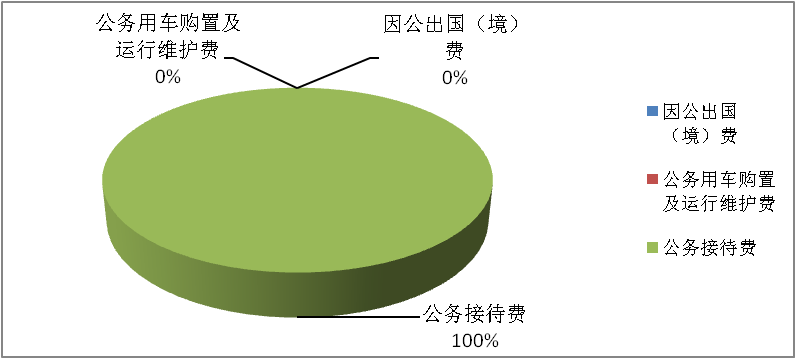 公务用车购置及
运行维护费
0%
因公出国（境）
费
0%
因公出国
（境）费
公务用车购置
及运行维护费
公务接待费
公务接待费
100%